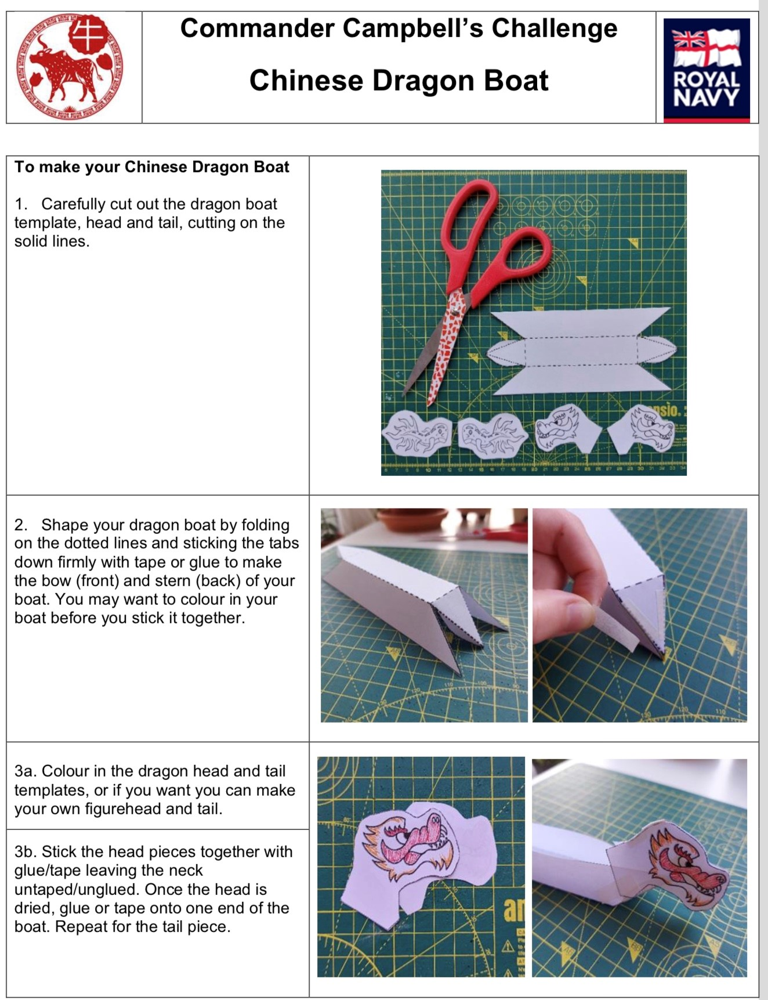 牛
Commander Campbell’s Challenge
Chinese Dragon Boat
ROYAL
NAVY
To make your Chinese Dragon Boat
1. Carefully cut out the dragon boat
template, head and tail, cutting on the
solid lines.
2. Shape your dragon boat by folding
on the dotted lines and sticking the tabs
down firmly with tape or glue to make
the bow (front) and stern (back) of your
boat. You may want to colour in your
boat before you stick it together.
3a. Colour in the dragon head and tail
templates, or if you want you can make
your own figurehead and tail.
3b. Stick the head pieces together with
glue/tape leaving the neck
untaped/unglued. Once the head is
dried, glue or tape onto one end of the
boat. Repeat for the tail piece.